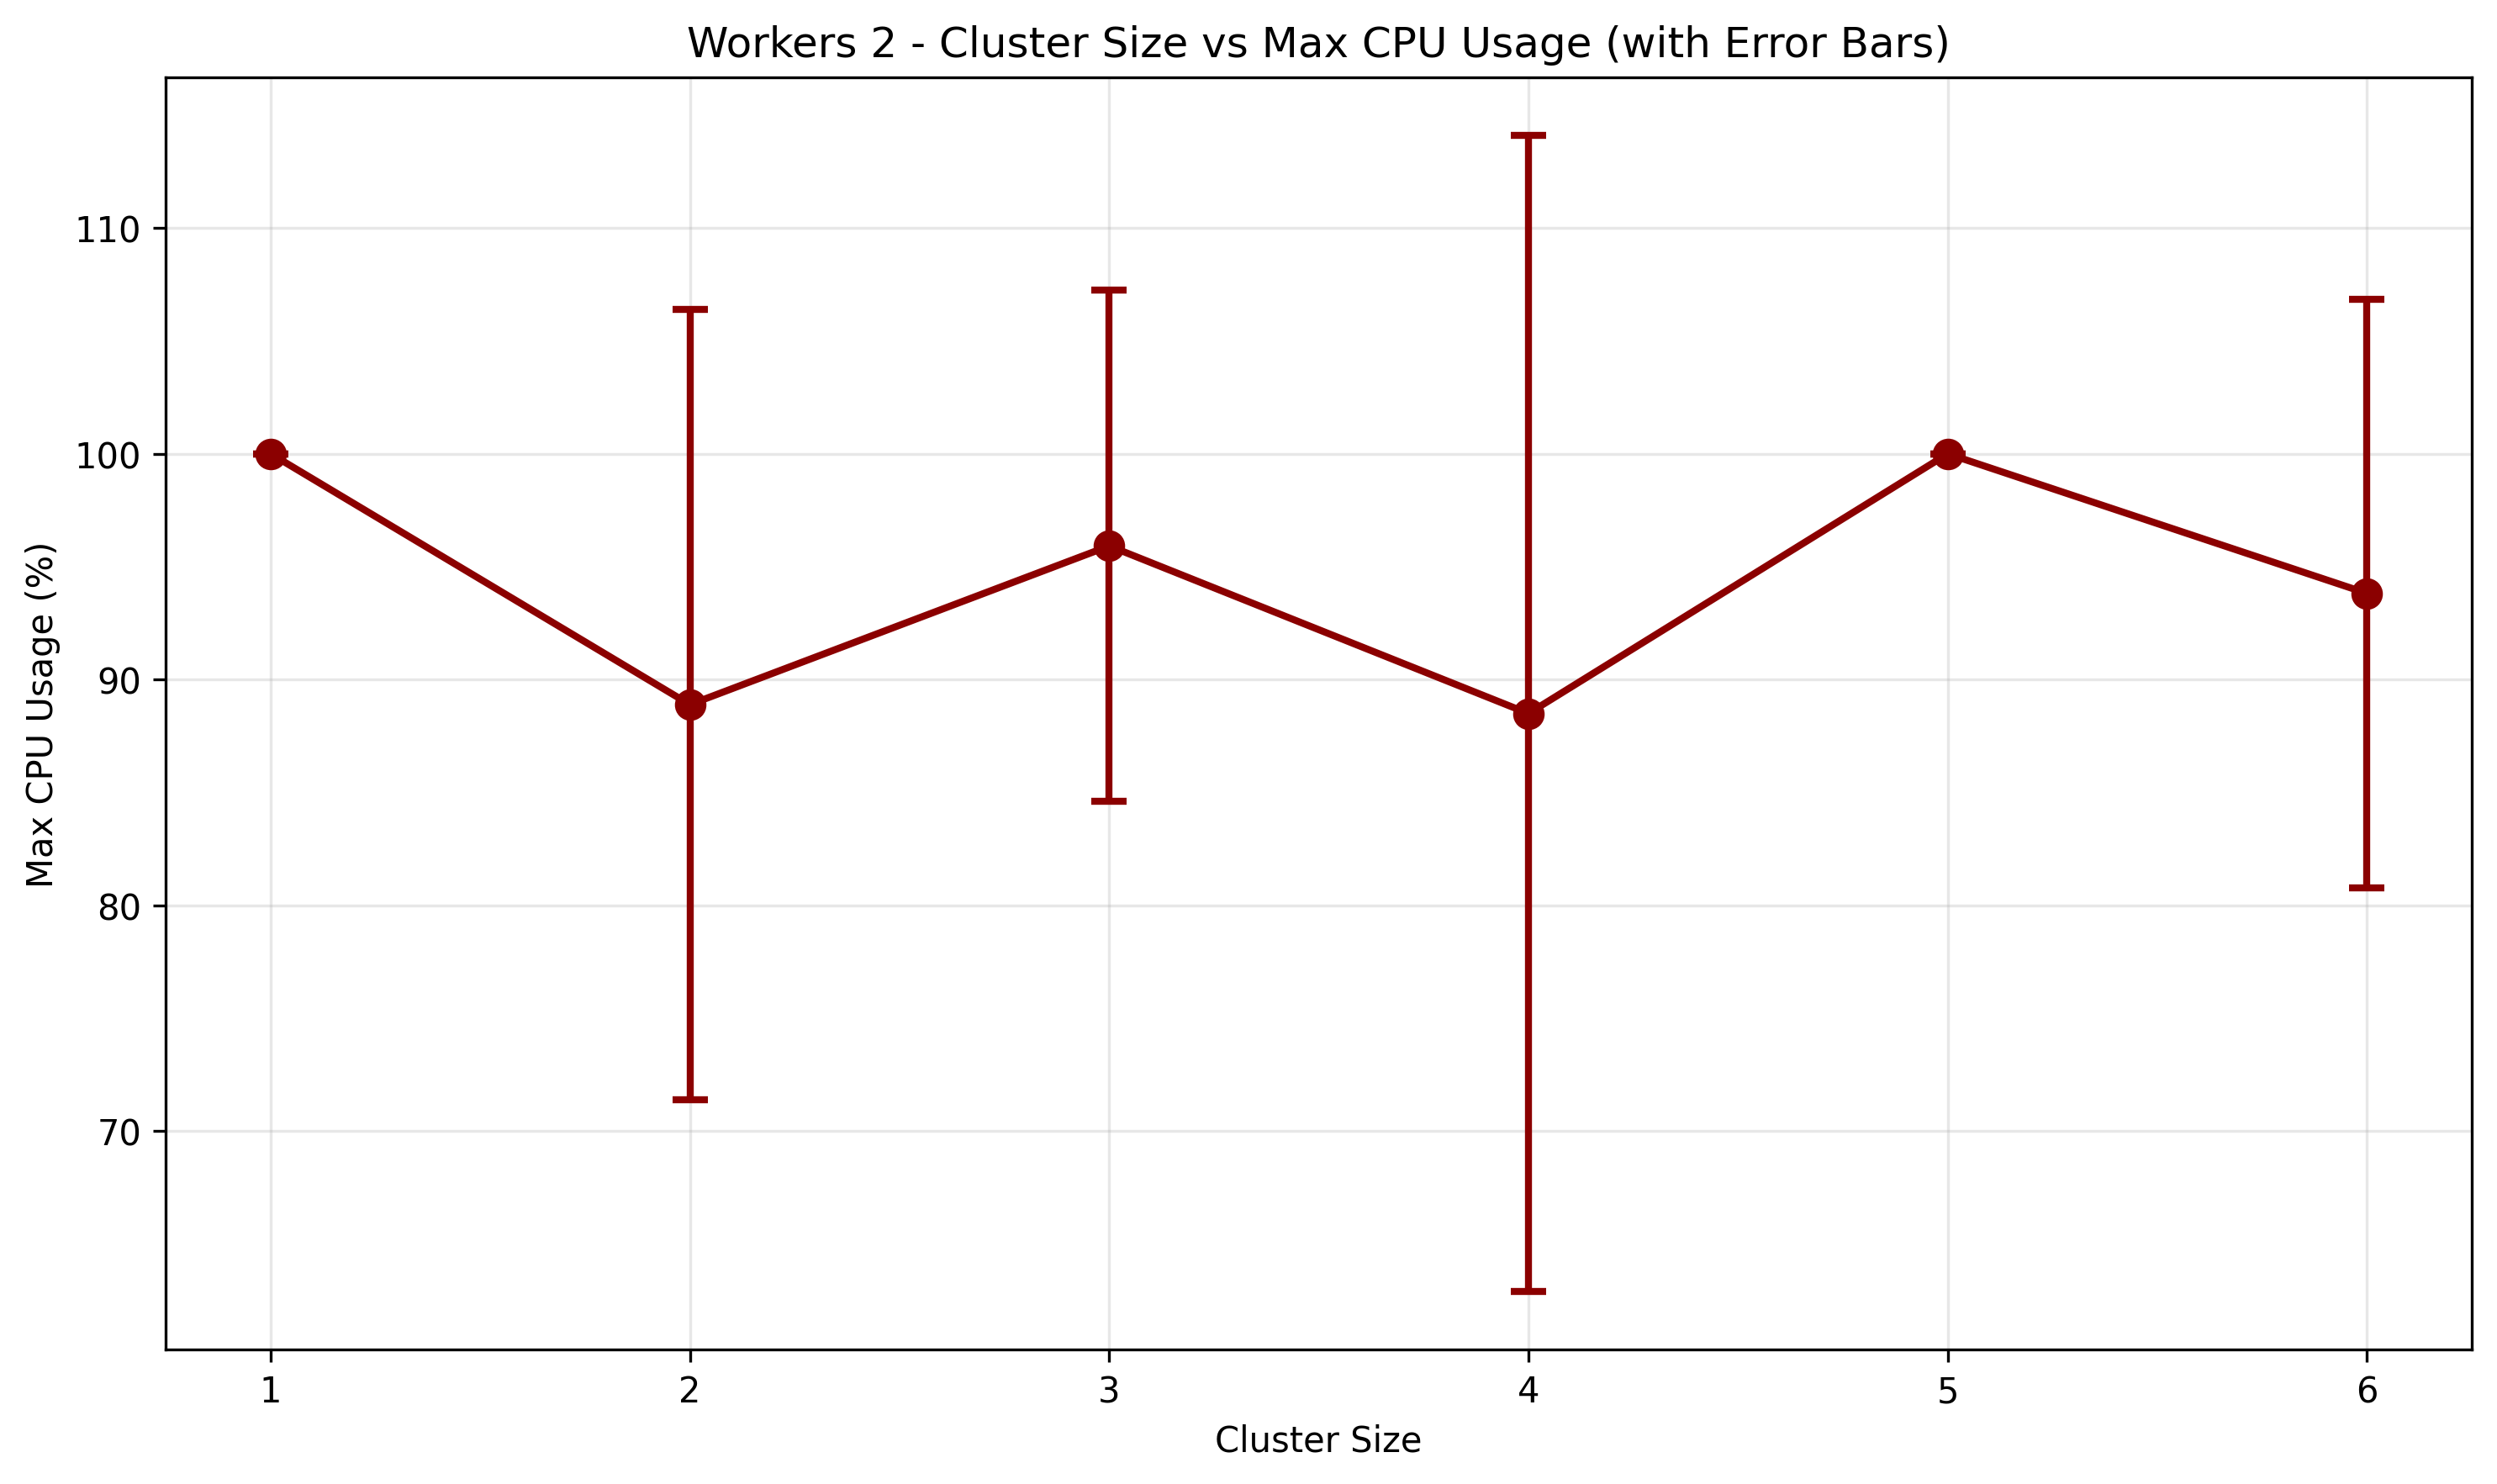 Workers 2 - Cluster Size vs Max CPU Usage (with Error Bars)
Max CPU Usage (%)
110
100
90
80
70
1 2 3 4 5 6
Cluster Size